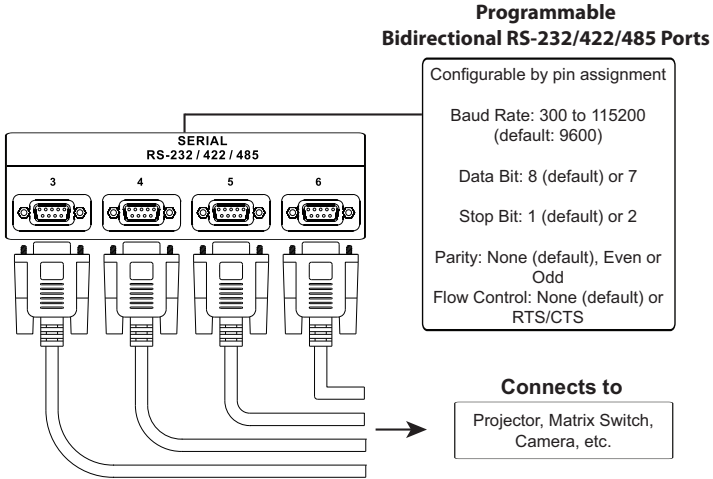 Programmable
Bidirectional RS-232/422/485 Ports
Configurable by pin assignment
Baud Rate: 300 to 115200
(default: 9600)
Data Bit: 8 (default) or 7
Stop Bit: 1 (default) or 2
Parity: None (default), Even or
Odd
Flow Control: None (default) or
RTS/CTS
SERIAL
RS-232 / 422 / 485
3 4 5 6
Connects to
Projector, Matrix Switch,
Camera, etc.